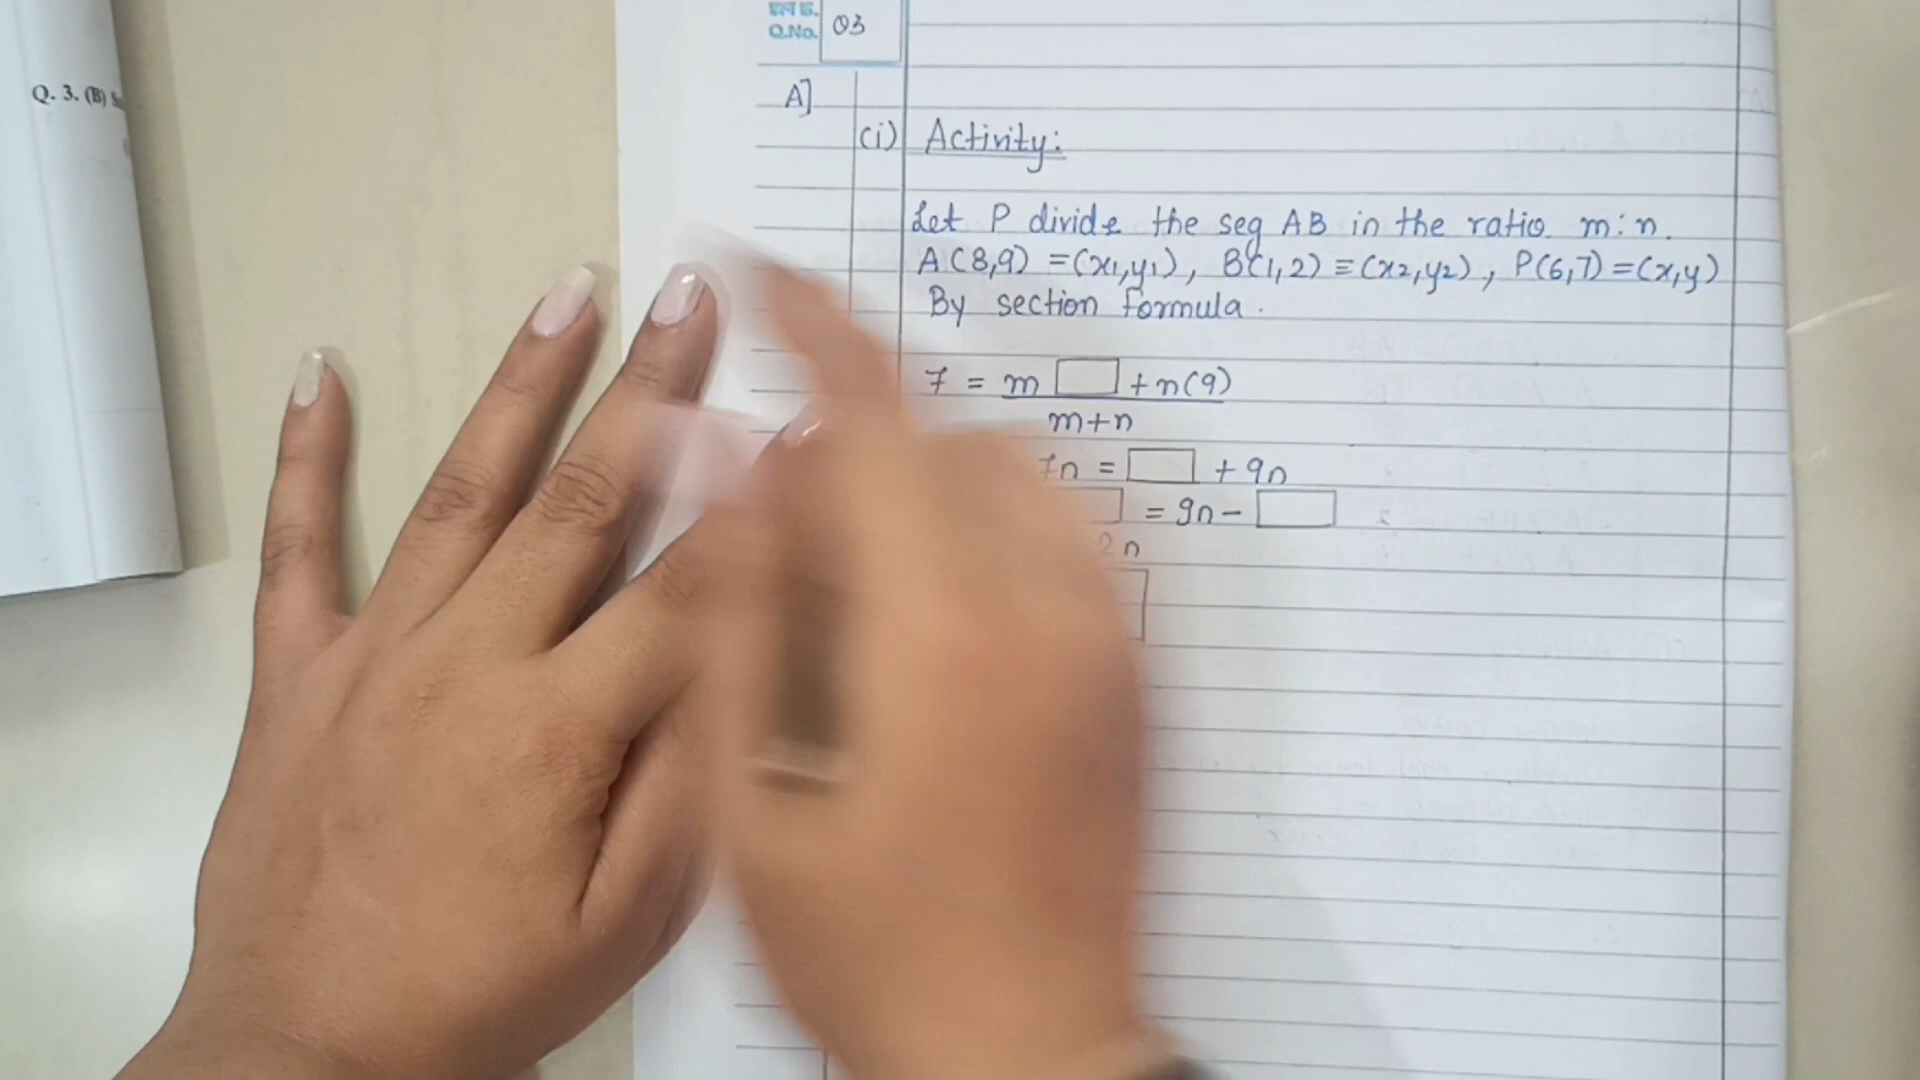 प्रश्न क्र.
Q.No. 03
Q. 3. (B)
A]
(i) Activity:
Let P divide the seg AB in the ratio m:n.
A(8,9) = (x1,y1), B(1,2) ≡ (x2,y2), P(6,7) = (x,y)
By section formula.
7 = m □ + n(9)
m+n
7n = □ + 9n
□ = 9n - □
2n